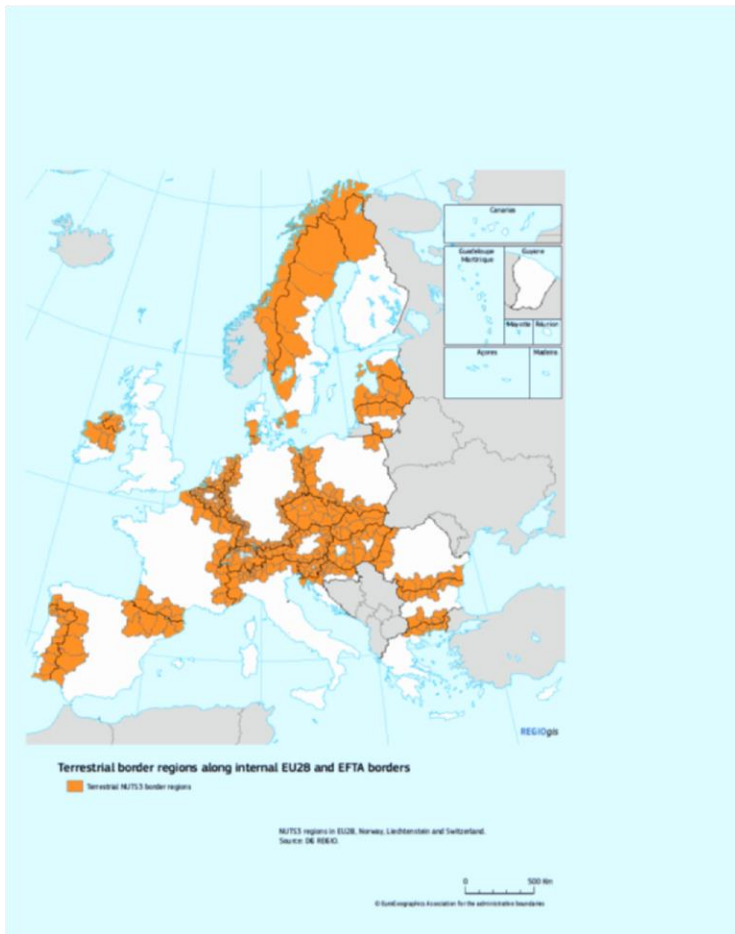 Canarias
Guadeloupe
Martinique
Guyane
Mayotte
Réunion
Açores
Madeira
REGIOgis
Terrestrial border regions along internal EU28 and EFTA borders
Terrestrial NUTS3 border regions
NUTS3 regions in EU28, Norway, Liechtenstein and Switzerland.
Source: DG REGIO.
0 500 Km
© EuroGeographics Association for the administrative boundaries